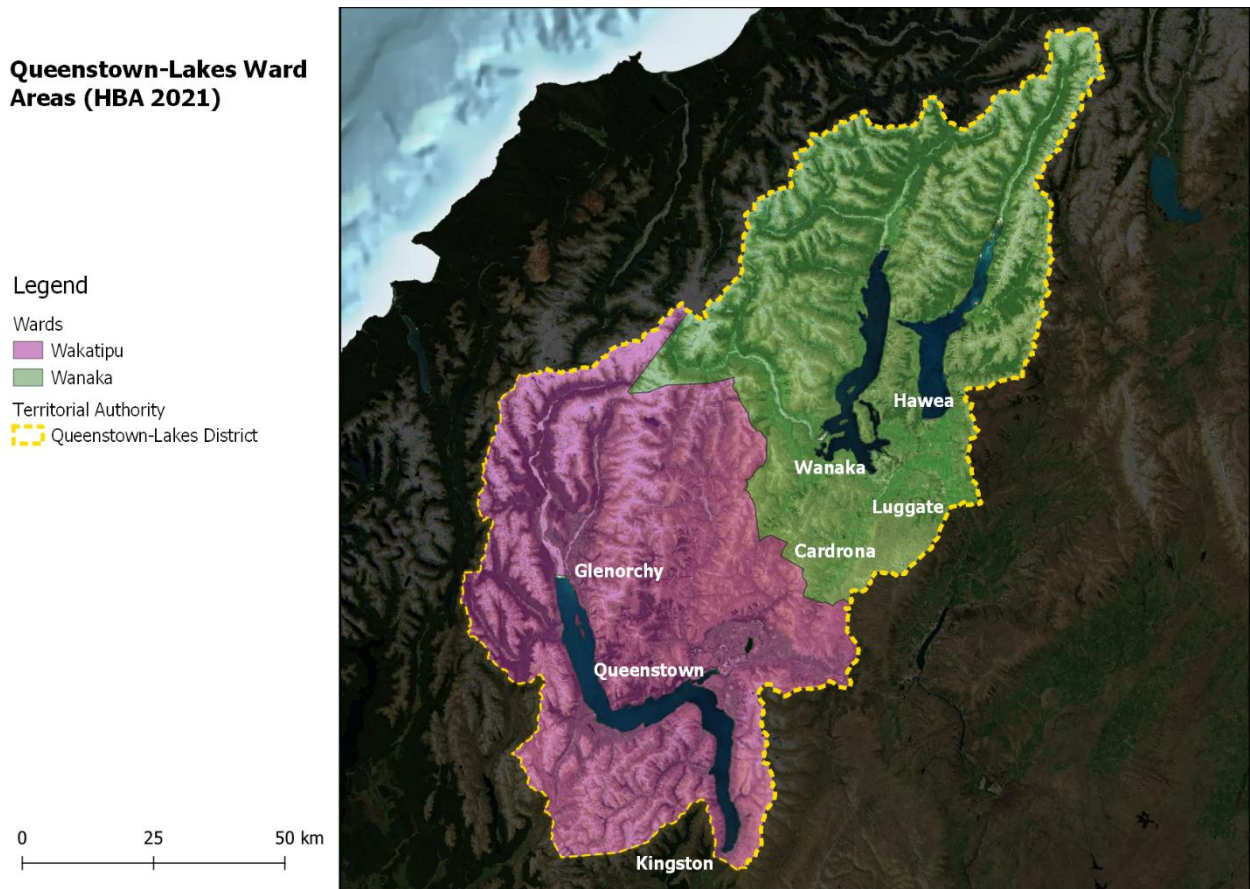 Queenstown-Lakes Ward
Areas (HBA 2021)
Legend
Wards
Wakatipu
Wanaka
Territorial Authority
Queenstown-Lakes District
0 25 50 km
Hawea
Wanaka
Luggate
Cardrona
Glenorchy
Queenstown
Kingston